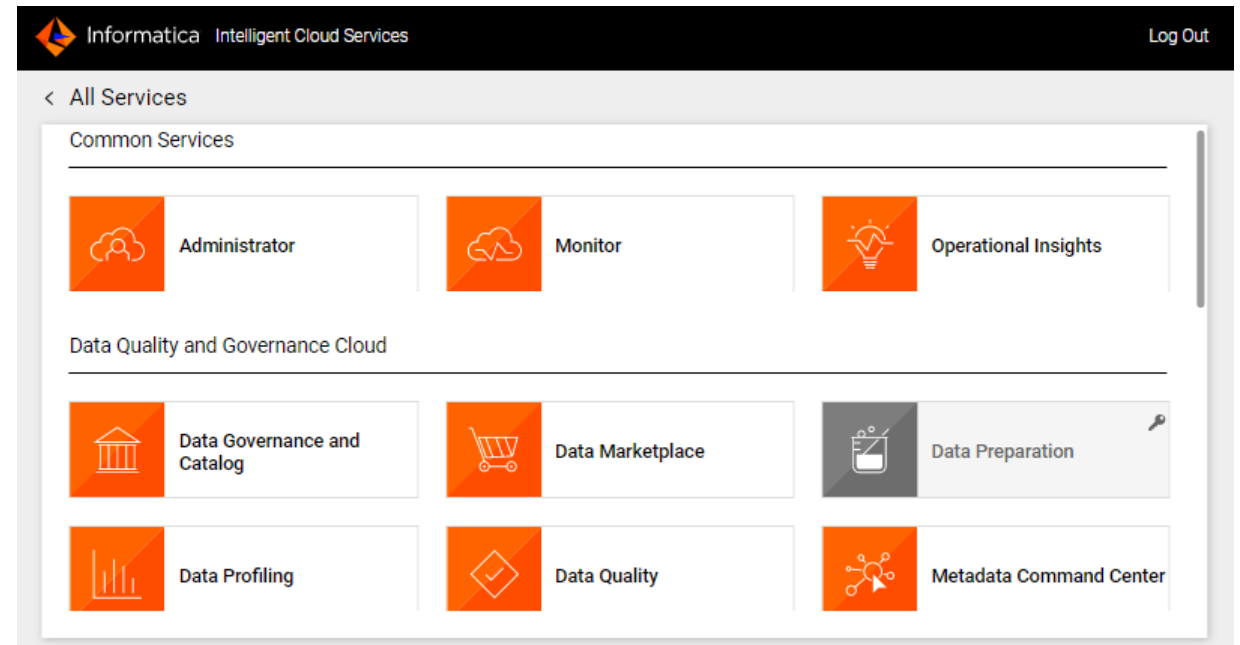 Informatica Intelligent Cloud Services
Log Out
< All Services
Common Services
Administrator
Monitor
Operational Insights
Data Quality and Governance Cloud
Data Governance and
Catalog
Data Marketplace
Data Preparation
Data Profiling
Data Quality
Metadata Command Center